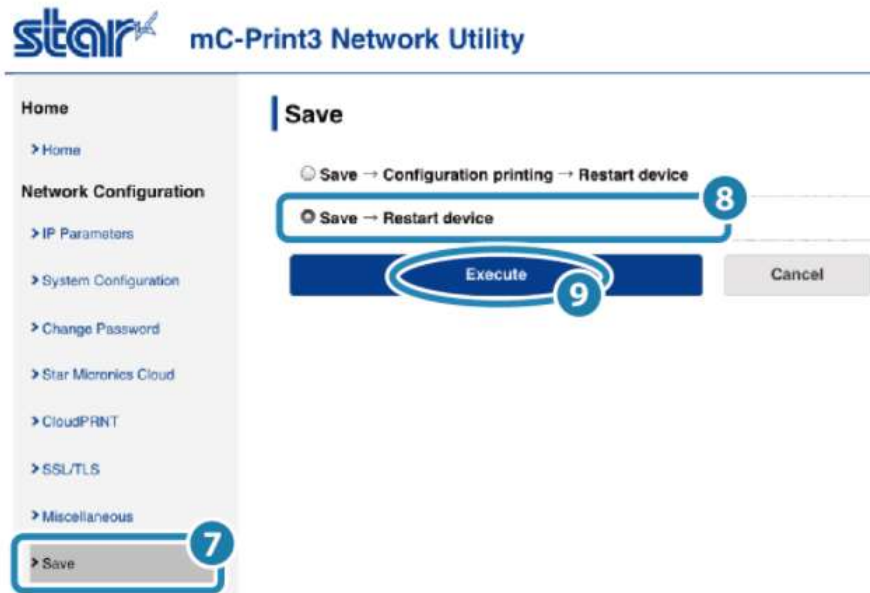 star mC-Print3 Network Utility
Home
> Home
Network Configuration
> IP Parameters
> System Configuration
> Change Password
> Star Micronics Cloud
> CloudPRNT
> SSL/TLS
> Miscellaneous
> Save
7
Save
Save → Configuration printing → Restart device
8
Save → Restart device
Execute
9
Cancel